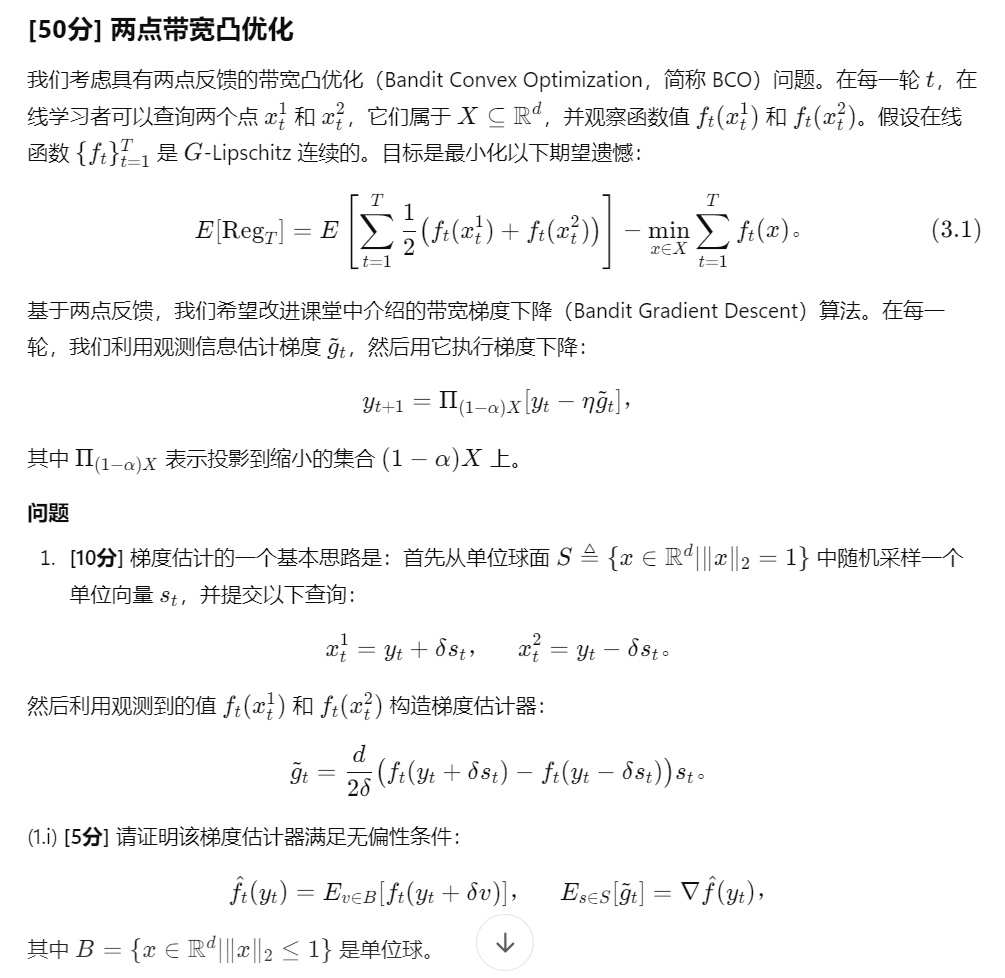 [50分] 两点带宽凸优化
我们考虑具有两点反馈的带宽凸优化（Bandit Convex Optimization，简称 BCO）问题。在每一轮 $t$，在
线学习者可以查询两个点 $x_t^1$ 和 $x_t^2$，它们属于 $X \subseteq \mathbb{R}^d$，并观察函数值 $f_t(x_t^1)$ 和 $f_t(x_t^2)$。假设在线
函数 $\{f_t\}_{t=1}^T$ 是 $G$-Lipschitz 连续的。目标是最小化以下期望遗憾：
$$E[\text{Reg}_T] = E\left[\sum_{t=1}^T \frac{1}{2}\left(f_t(x_t^1) + f_t(x_t^2)\right)\right] - \min_{x \in X} \sum_{t=1}^T f_t(x)。 \quad (3.1)$$
基于两点反馈，我们希望改进课堂中介绍的带宽梯度下降（Bandit Gradient Descent）算法。在每一
轮，我们利用观测信息估计梯度 $\tilde{g}_t$，然后用它执行梯度下降：
$$y_{t+1} = \Pi_{(1-\alpha)X}[y_t - \eta \tilde{g}_t]，$$
其中 $\Pi_{(1-\alpha)X}$ 表示投影到缩小的集合 $(1-\alpha)X$ 上。
问题
1. [10分] 梯度估计的一个基本思路是：首先从单位球面 $S \triangleq \{x \in \mathbb{R}^d | \|x\|_2 = 1\}$ 中随机采样一个
单位向量 $s_t$，并提交以下查询：
$$x_t^1 = y_t + \delta s_t， \quad x_t^2 = y_t - \delta s_t。$$
然后利用观测到的值 $f_t(x_t^1)$ 和 $f_t(x_t^2)$ 构造梯度估计器：
$$\tilde{g}_t = \frac{d}{2\delta}\left(f_t(y_t + \delta s_t) - f_t(y_t - \delta s_t)\right)s_t。$$
(1.i) [5分] 请证明该梯度估计器满足无偏性条件：
$$\hat{f}_t(y_t) = E_{v \in B}[f_t(y_t + \delta v)]， \quad E_{s \in S}[\tilde{g}_t] = \nabla \hat{f}(y_t)，$$
其中 $B = \{x \in \mathbb{R}^d | \|x\|_2 \leq 1\}$ 是单位球。